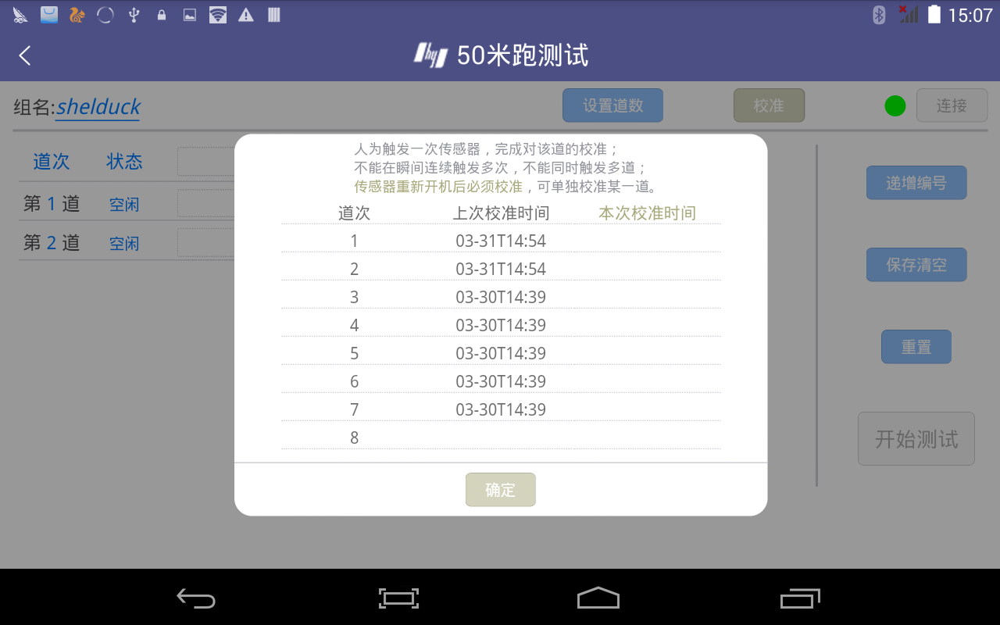 15:07
hy 50米跑测试
组名:shelduck 设置道数 校准 连接
人为触发一次传感器，完成对该道的校准；
不能在瞬间连续触发多次，不能同时触发多道；
传感器重新开机后必须校准，可单独校准某一道。
道次 状态
第 1 道 空闲
第 2 道 空闲
道次 上次校准时间 本次校准时间
1 03-31T14:54
2 03-31T14:54
3 03-30T14:39
4 03-30T14:39
5 03-30T14:39
6 03-30T14:39
7 03-30T14:39
8
确定
递增编号
保存清空
重置
开始测试